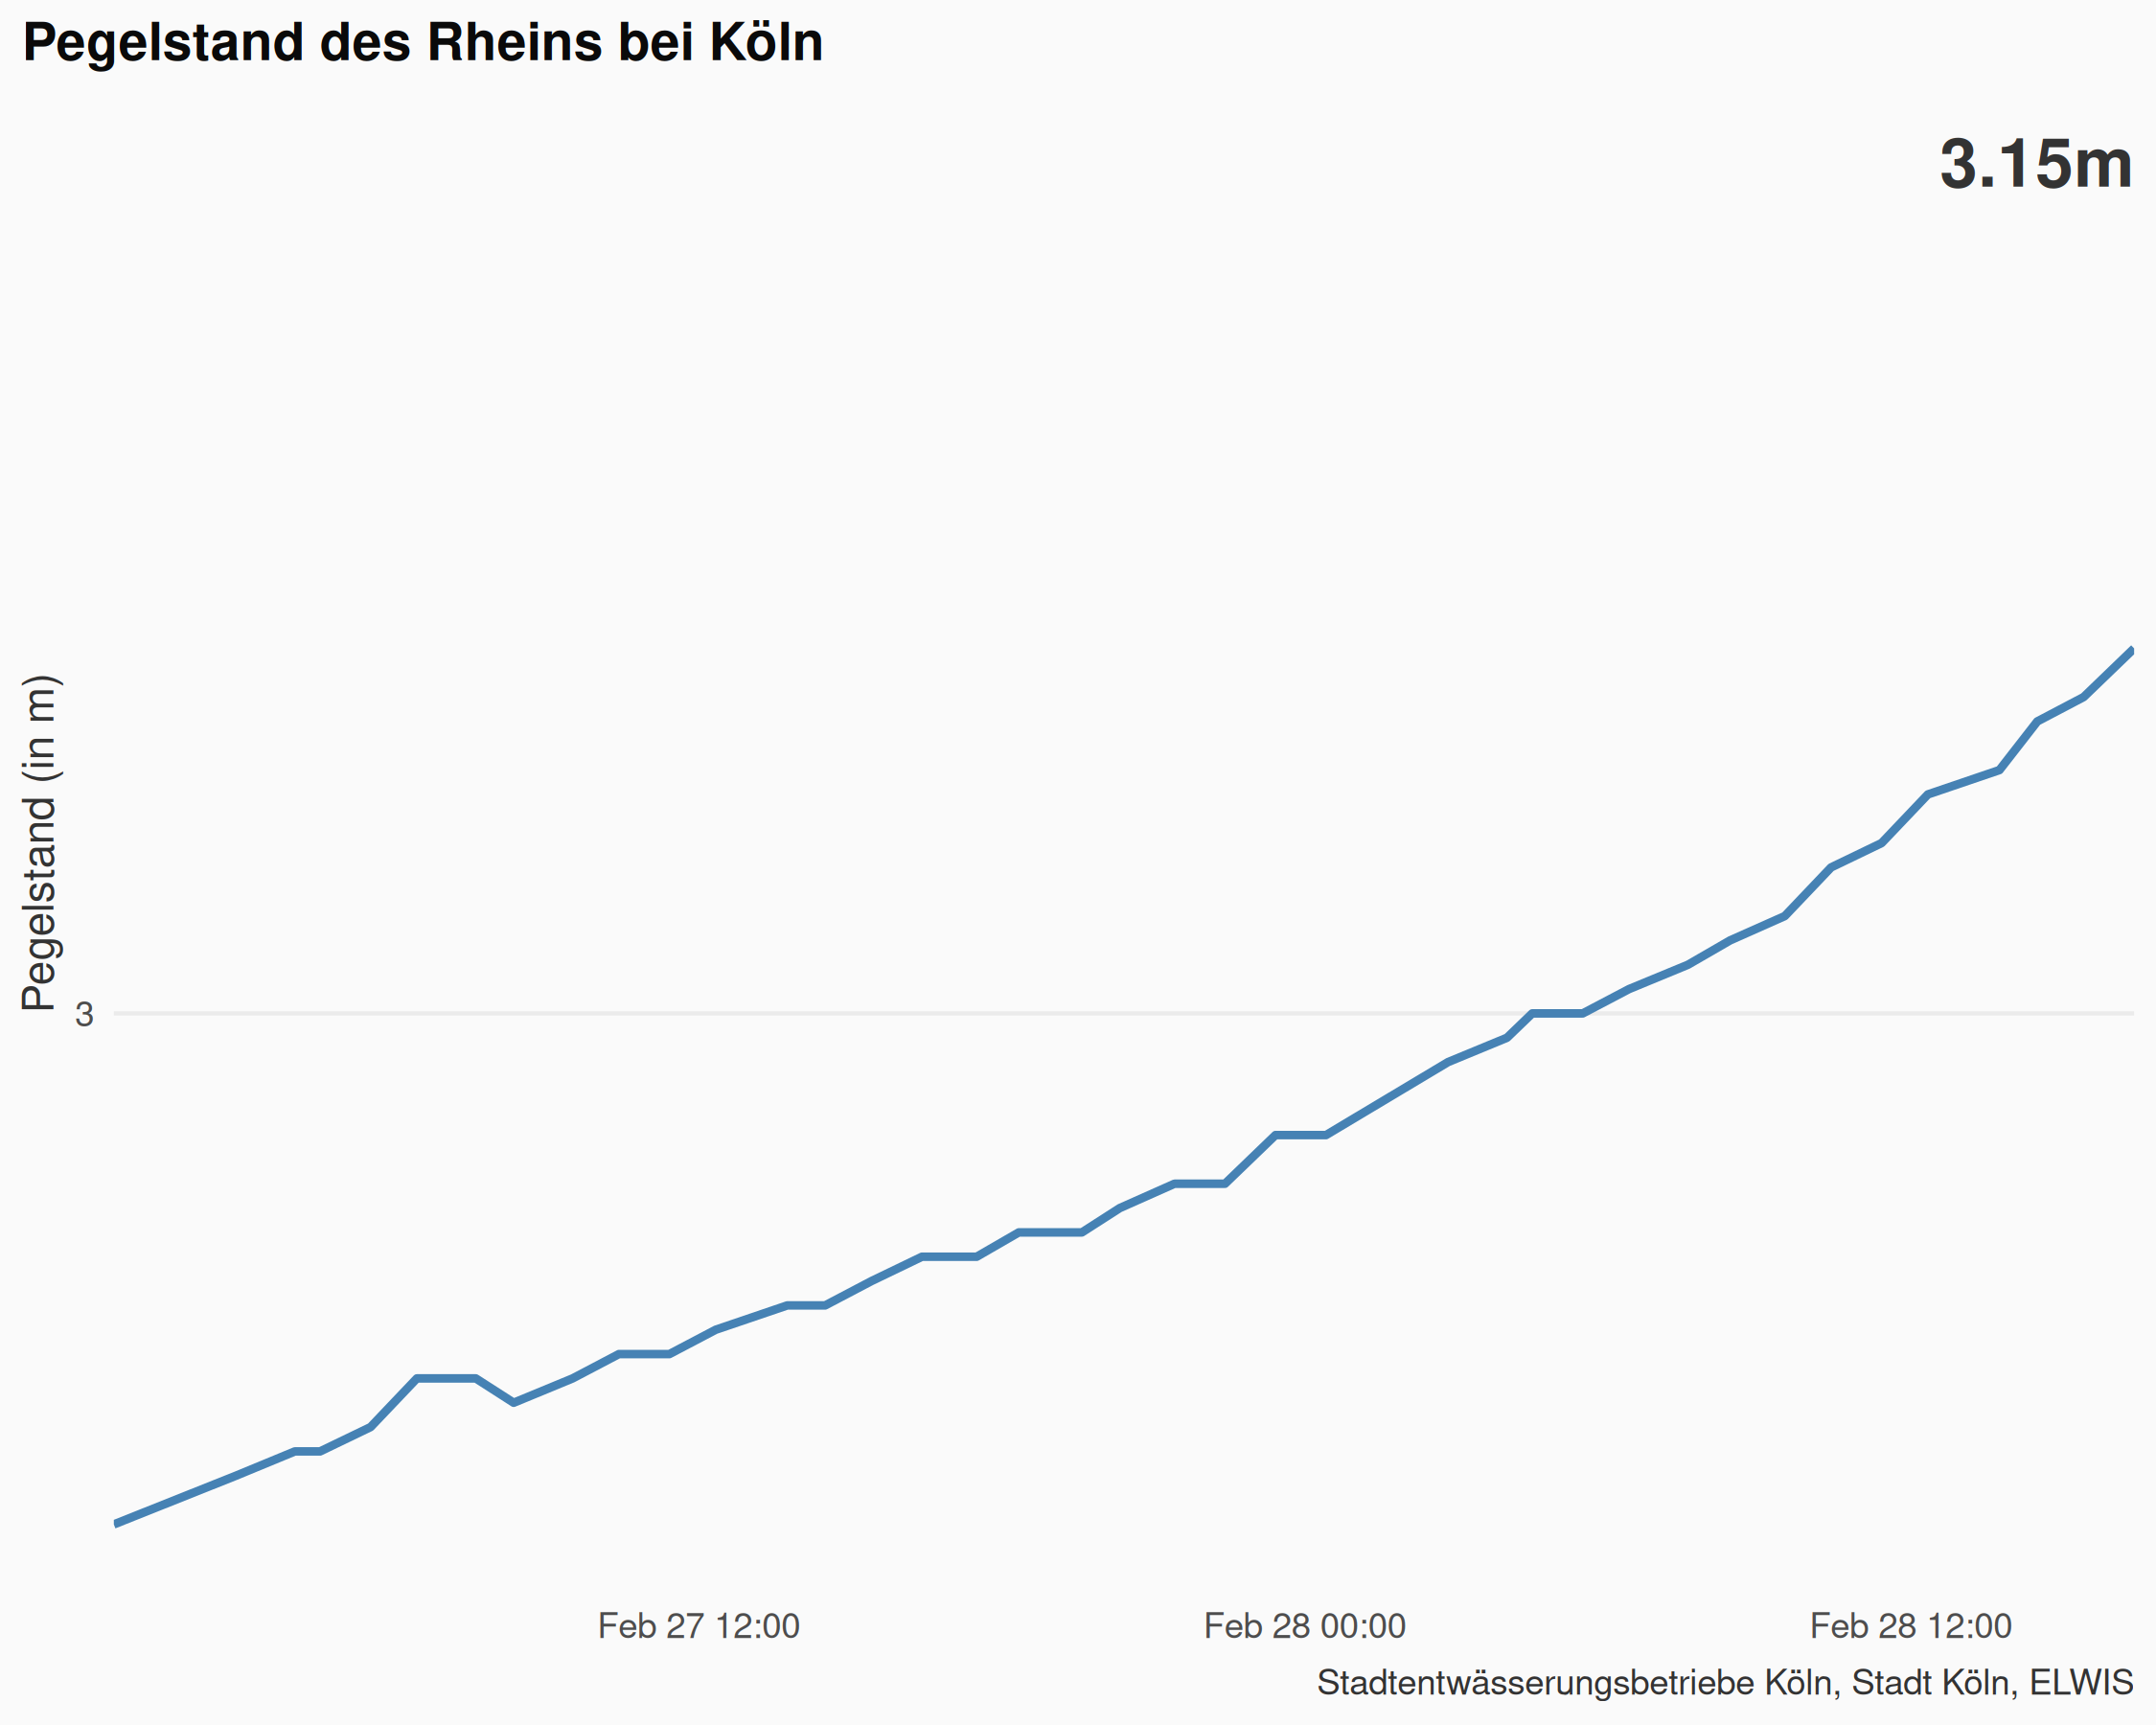 Pegelstand des Rheins bei Köln
3.15m
Pegelstand (in m)
3
Feb 27 12:00
Feb 28 00:00
Feb 28 12:00
Stadtentwässerungsbetriebe Köln, Stadt Köln, ELWIS